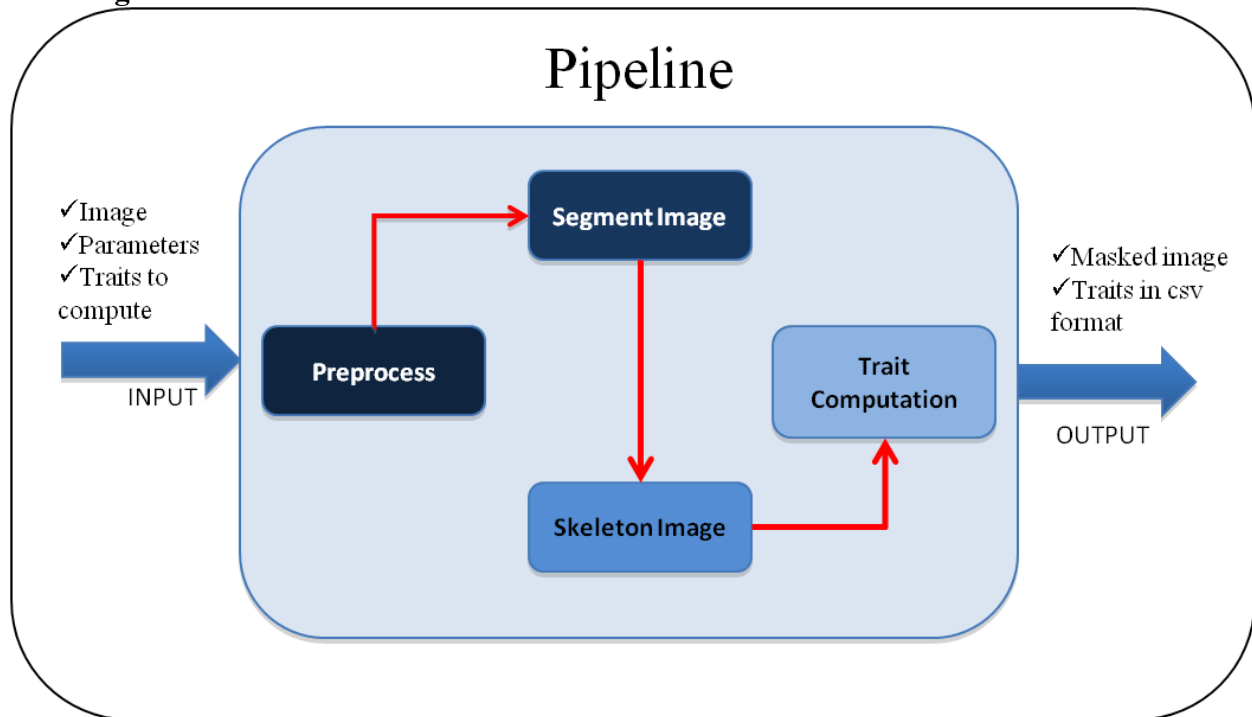 Pipeline
✓Image
✓Parameters
✓Traits to
compute
INPUT
Preprocess
Segment Image
Skeleton Image
Trait
Computation
✓Masked image
✓Traits in csv
format
OUTPUT